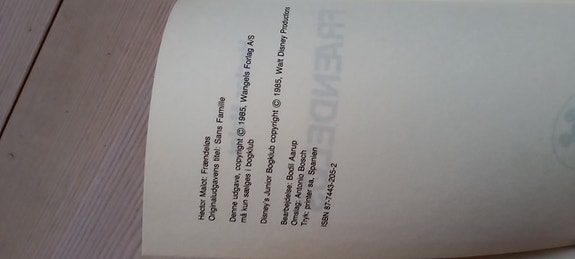 Hector Malot: Frændeløs
Originaludgavens titel: Sans Famille
Denne udgave, copyright © 1985, Wangels Forlag A/S
må kun sælges i bogklub
Disney's Junior Bogklub copyright © 1985, Walt Disney Productions
Bearbejdelse: Bodil Aarup
Omslag: Antonio Bosch
Tryk: printer sa, Spanien
ISBN 87-7443-205-2